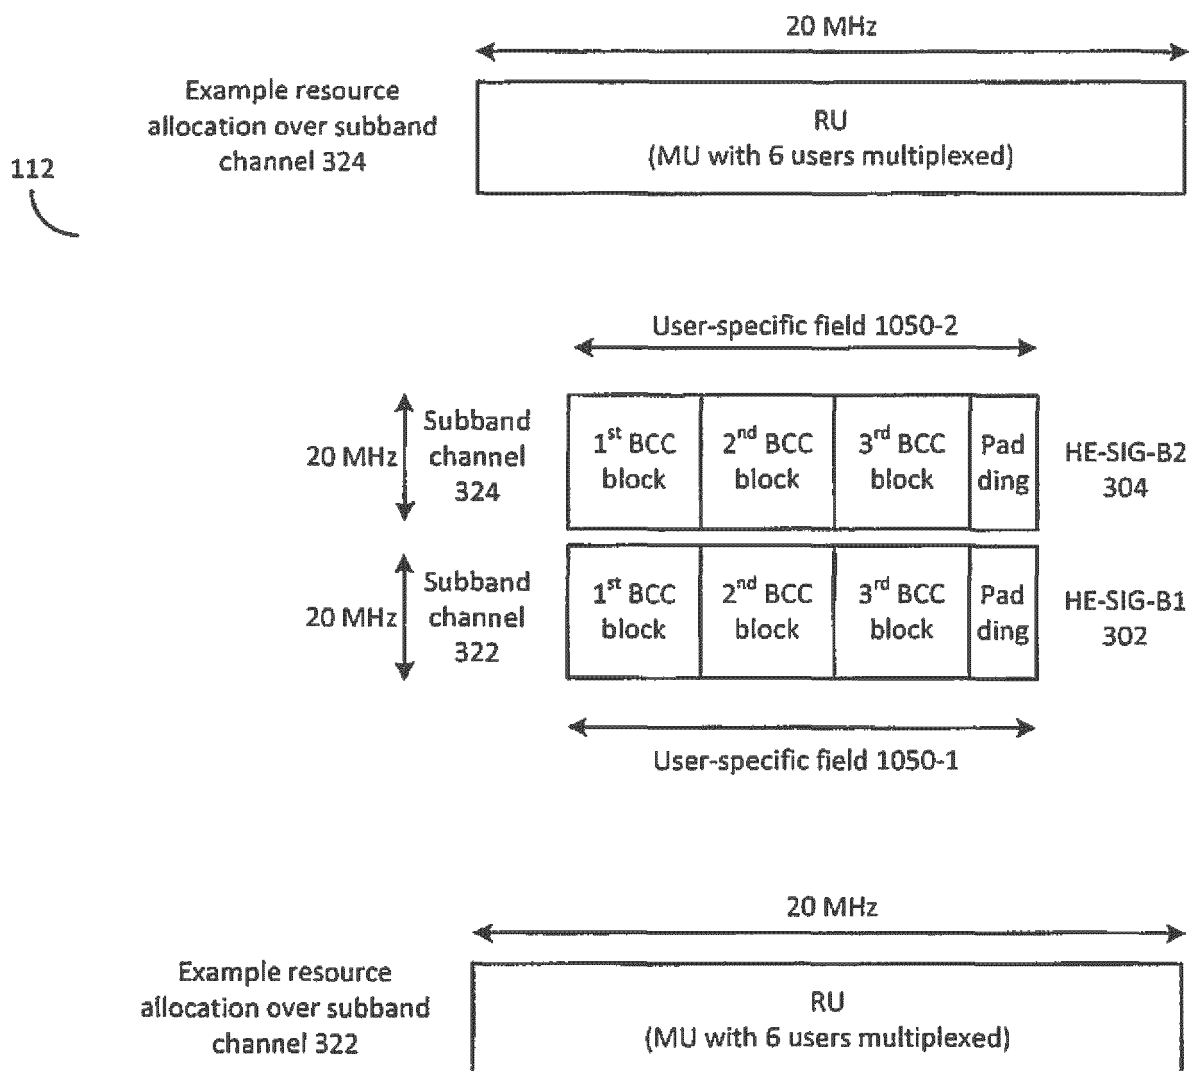 20 MHz
Example resource
allocation over subband
channel 324
RU
(MU with 6 users multiplexed)
112
User-specific field 1050-2
20 MHz
Subband
channel
324
1st BCC
block
2nd BCC
block
3rd BCC
block
Pad
ding
HE-SIG-B2
304
20 MHz
Subband
channel
322
1st BCC
block
2nd BCC
block
3rd BCC
block
Pad
ding
HE-SIG-B1
302
User-specific field 1050-1
20 MHz
Example resource
allocation over subband
channel 322
RU
(MU with 6 users multiplexed)